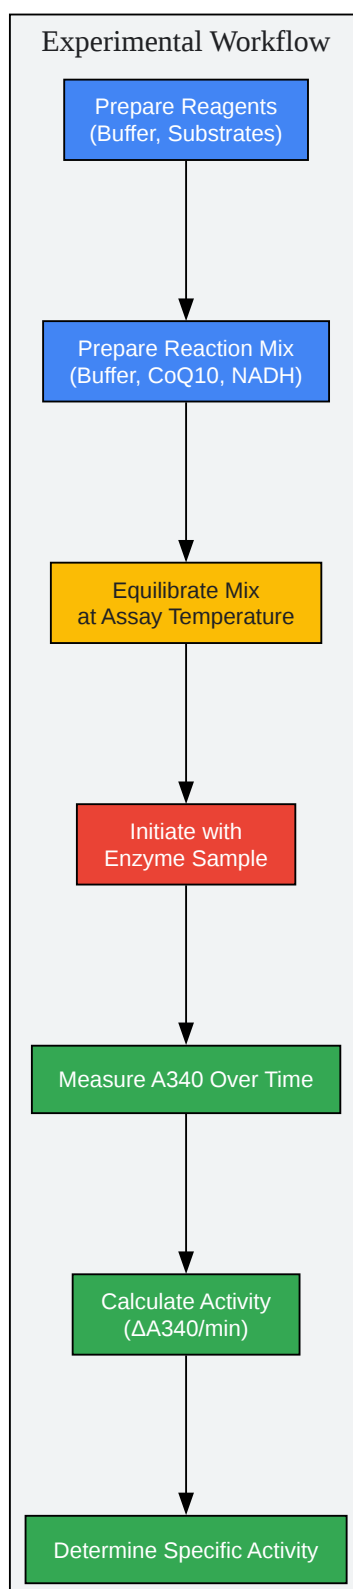 Experimental Workflow
Prepare Reagents
(Buffer, Substrates)
Prepare Reaction Mix
(Buffer, CoQ10, NADH)
Equilibrate Mix
at Assay Temperature
Initiate with
Enzyme Sample
Measure A340 Over Time
Calculate Activity
(ΔA340/min)
Determine Specific Activity